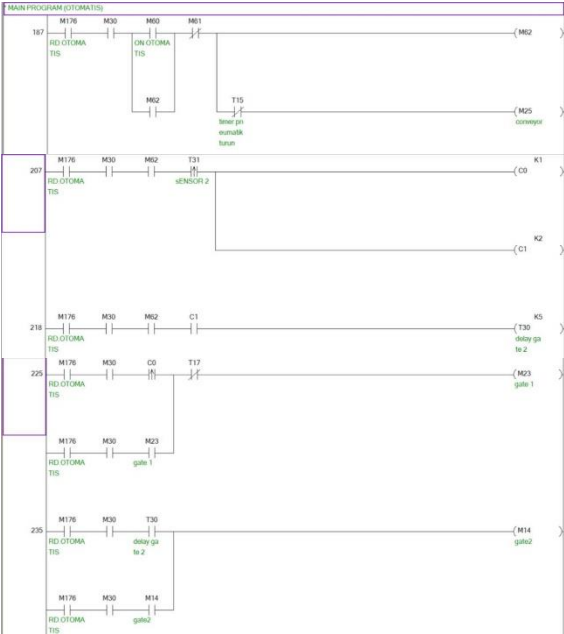 MAIN PROGRAM (OTOMATIS)
187 M176 M30 M60 M61 M62
RD.OTOMA ON OTOMA
TIS TIS
M62 T15 M25
timer pn conveyor
eumatik
turun
207 M176 M30 M62 T31 K1
C0
RD.OTOMA sENSOR 2
TIS
K2
C1
218 M176 M30 M62 C1 K5
T30
RD.OTOMA delay ga
TIS te 2
225 M176 M30 C0 T17 M23
RD.OTOMA gate 1
TIS
M176 M30 M23
RD.OTOMA gate 1
TIS
235 M176 M30 T30 M14
RD.OTOMA delay ga gate2
TIS te 2
M176 M30 M14
RD.OTOMA gate2
TIS